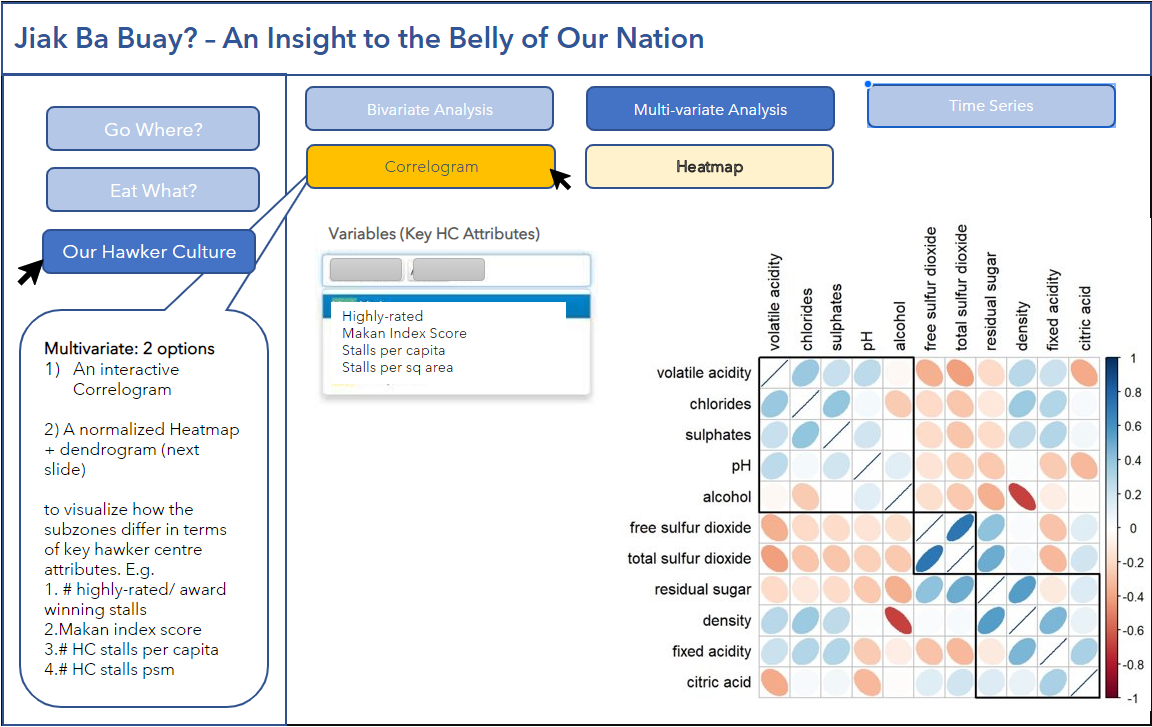 Jiak Ba Buay? – An Insight to the Belly of Our Nation
Go Where?
Eat What?
Our Hawker Culture
Bivariate Analysis
Multi-variate Analysis
Time Series
Correlogram
Heatmap
Multivariate: 2 options
1) An interactive
Correlogram
2) A normalized Heatmap
+ dendrogram (next
slide)
to visualize how the
subzones differ in terms
of key hawker centre
attributes. E.g.
1. # highly-rated/ award
winning stalls
2.Makan index score
3.# HC stalls per capita
4.# HC stalls psm
Variables (Key HC Attributes)
Highly-rated
Makan Index Score
Stalls per capita
Stalls per sq area
volatile acidity
chlorides
sulphates
pH
alcohol
free sulfur dioxide
total sulfur dioxide
residual sugar
density
fixed acidity
citric acid
volatile acidity
chlorides
sulphates
pH
alcohol
free sulfur dioxide
total sulfur dioxide
residual sugar
density
fixed acidity
citric acid
1
0.8
0.6
0.4
0.2
0
-0.2
-0.4
-0.6
-0.8
-1